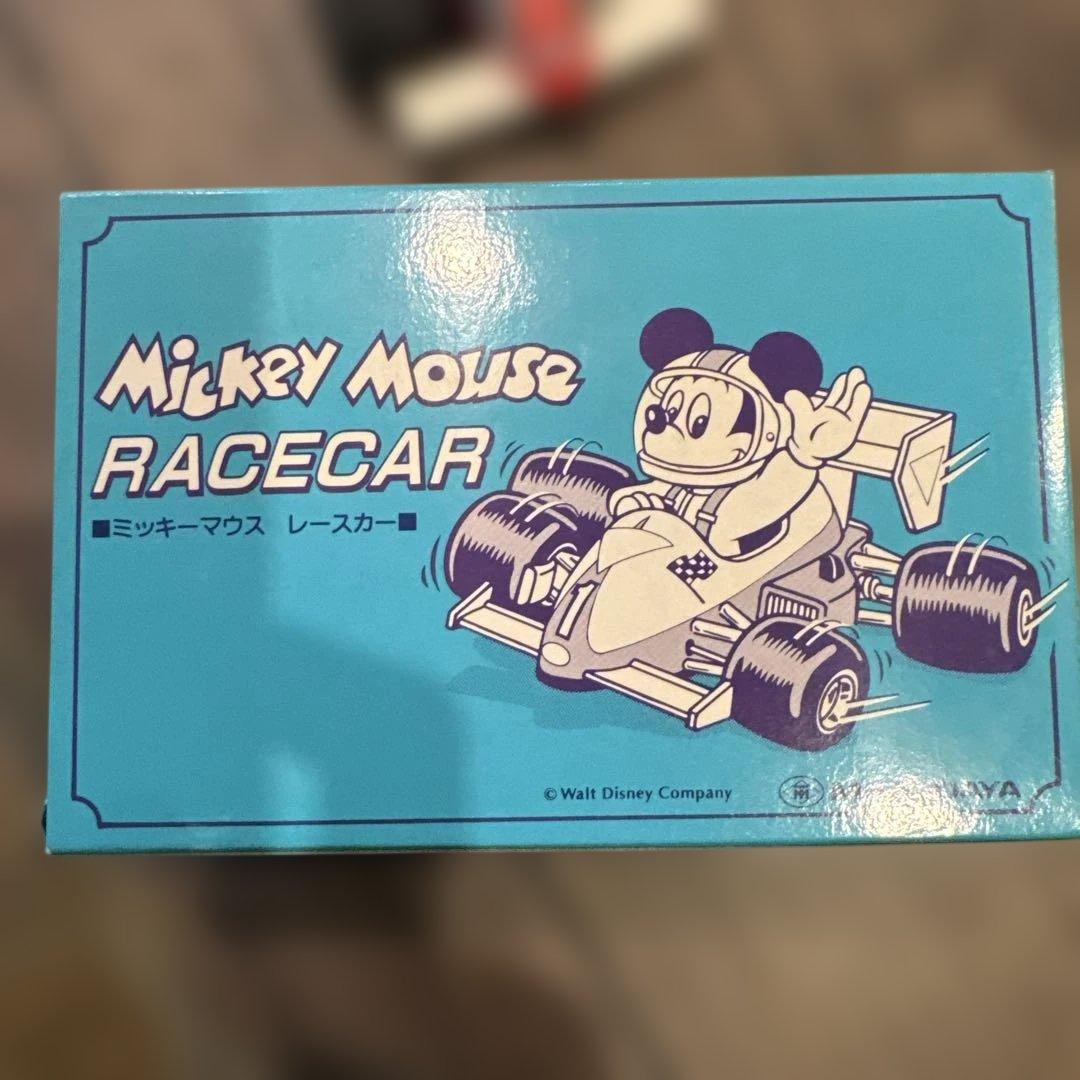 Mickey Mouse
RACECAR
■ミッキーマウス レースカー■
1
© Walt Disney Company